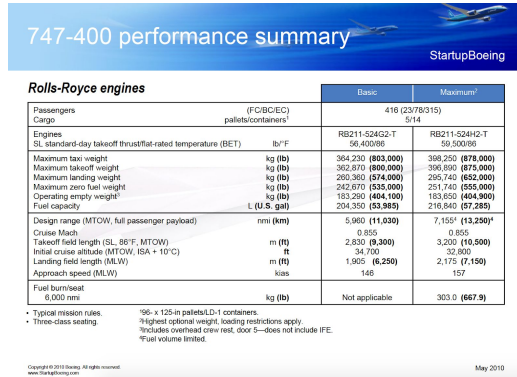 747-400 performance summary
StartupBoeing
Rolls-Royce engines
Basic Maximum²
Passengers (FC/BC/EC) 416 (23/78/315)
Cargo pallets/containers¹ 5/14
Engines RB211-524G2-T RB211-524H2-T
SL standard-day takeoff thrust/flat-rated temperature (BET) lb/°F 56,400/86 59,500/86
Maximum taxi weight kg (lb) 364,230 (803,000) 398,250 (878,000)
Maximum takeoff weight kg (lb) 362,870 (800,000) 396,890 (875,000)
Maximum landing weight kg (lb) 260,360 (574,000) 295,740 (652,000)
Maximum zero fuel weight kg (lb) 242,670 (535,000) 251,740 (555,000)
Operating empty weight³ kg (lb) 183,290 (404,100) 183,650 (404,900)
Fuel capacity L (U.S. gal) 204,350 (53,985) 216,840 (57,285)
Design range (MTOW, full passenger payload) nmi (km) 5,960 (11,030) 7,155⁴ (13,250)⁴
Cruise Mach 0.855 0.855
Takeoff field length (SL, 86°F, MTOW) m (ft) 2,830 (9,300) 3,200 (10,500)
Initial cruise altitude (MTOW, ISA + 10°C) ft 34,700 32,800
Landing field length (MLW) m (ft) 1,905 (6,250) 2,175 (7,150)
Approach speed (MLW) kias 146 157
Fuel burn/seat
6,000 nmi kg (lb) Not applicable 303.0 (667.9)
• Typical mission rules.
• Three-class seating.
¹96- x 125-in pallets/LD-1 containers.
²Highest optional weight, loading restrictions apply.
³Includes overhead crew rest, door 5—does not include IFE.
⁴Fuel volume limited.
Copyright © 2010 Boeing. All rights reserved.
www.StartupBoeing.com
May 2010